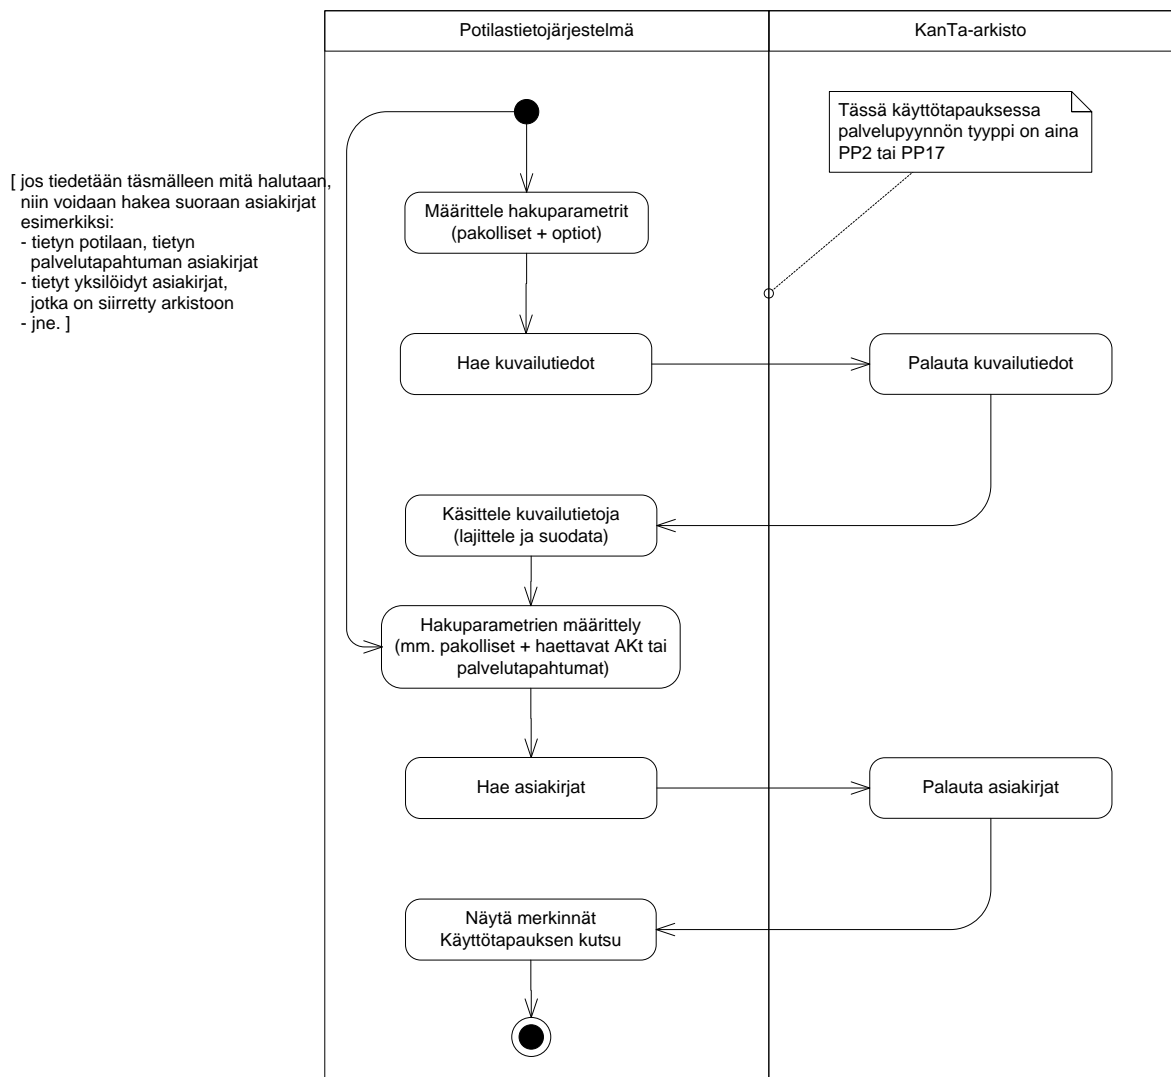 Potilastietojärjestelmä
KanTa-arkisto
Tässä käyttötapauksessa
palvelupyynnön tyyppi on aina
PP2 tai PP17
[ jos tiedetään täsmälleen mitä halutaan,
niin voidaan hakea suoraan asiakirjat
esimerkiksi:
- tietyn potilaan, tietyn
palvelutapahtuman asiakirjat
- tietyt yksilöidyt asiakirjat,
jotka on siirretty arkistoon
- jne. ]
Määrittele hakuparametrit
(pakolliset + optiot)
Hae kuvailutiedot
Palauta kuvailutiedot
Käsittele kuvailutietoja
(lajittele ja suodata)
Hakuparametrien määrittely
(mm. pakolliset + haettavat AKt tai
palvelutapahtumat)
Hae asiakirjat
Palauta asiakirjat
Näytä merkinnät
Käyttötapauksen kutsu